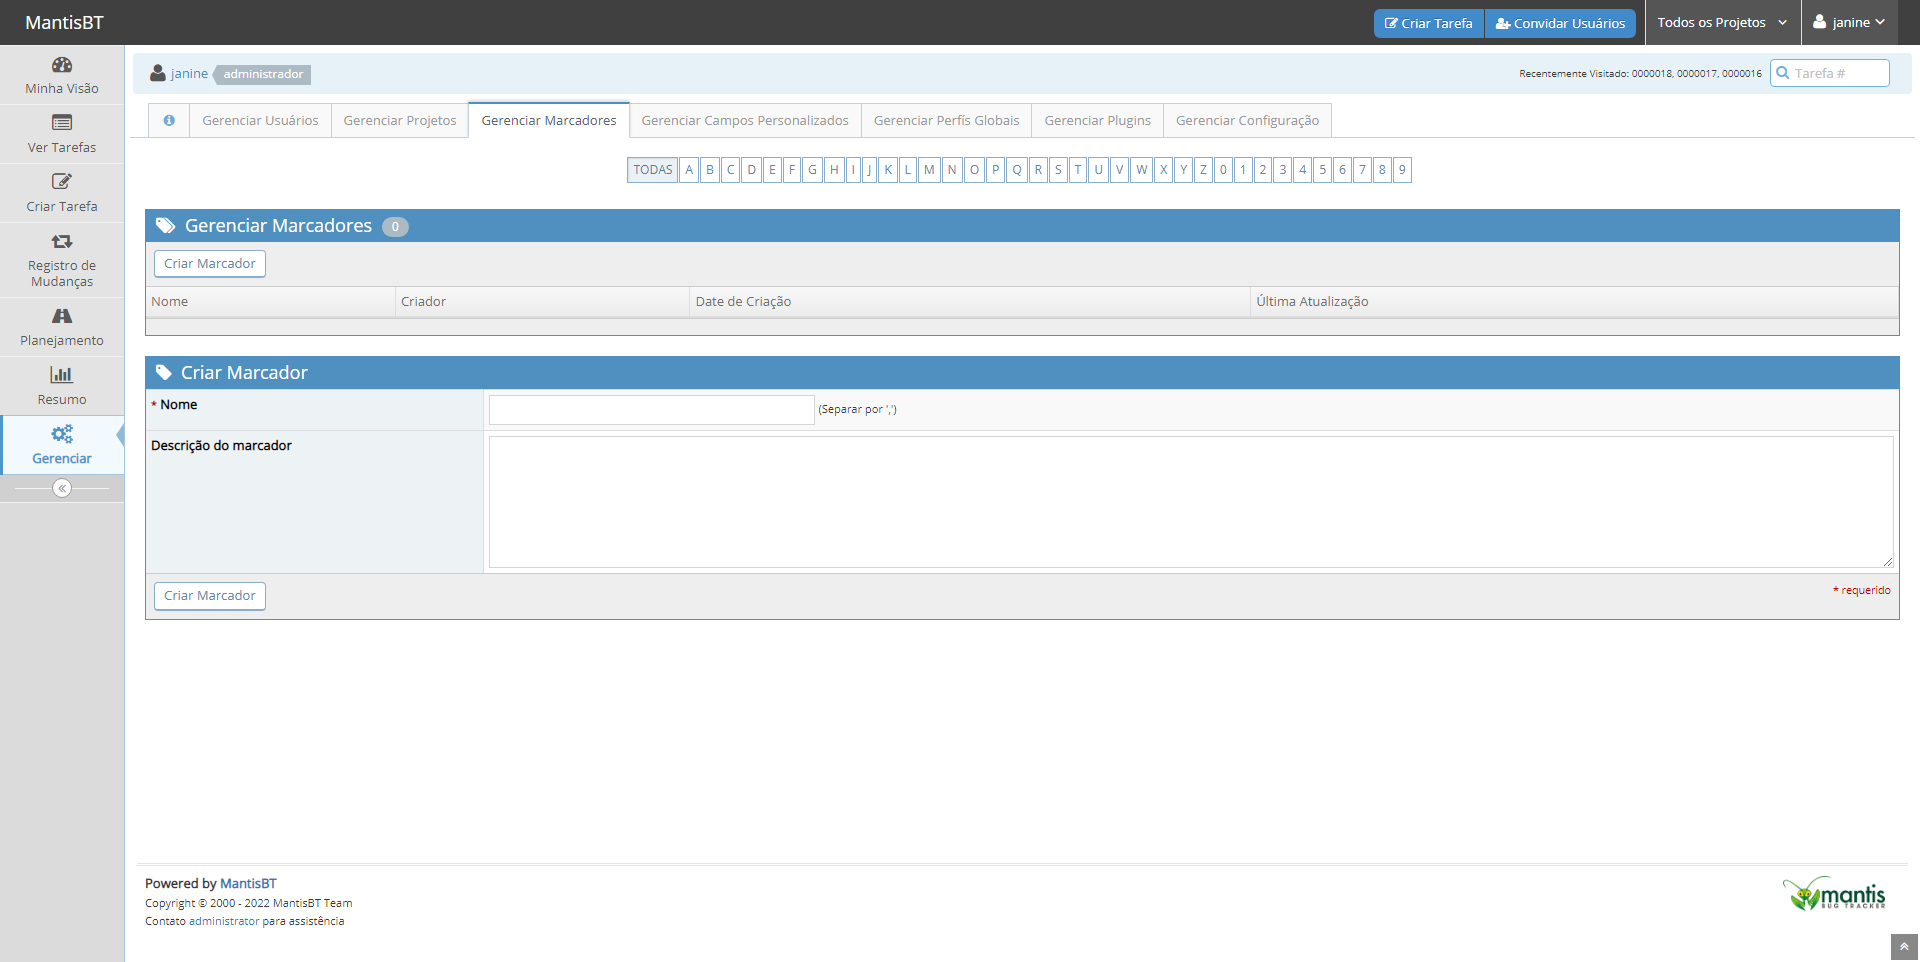 MantisBT
Criar Tarefa
Convidar Usuários
Todos os Projetos
janine
Minha Visão
Ver Tarefas
Criar Tarefa
Registro de
Mudanças
Planejamento
Resumo
Gerenciar
janine administrador
Recentemente Visitado: 0000018, 0000017, 0000016
Tarefa #
Gerenciar Usuários
Gerenciar Projetos
Gerenciar Marcadores
Gerenciar Campos Personalizados
Gerenciar Perfís Globais
Gerenciar Plugins
Gerenciar Configuração
TODAS A B C D E F G H I J K L M N O P Q R S T U V W X Y Z 0 1 2 3 4 5 6 7 8 9
Gerenciar Marcadores 0
Criar Marcador
Nome Criador Date de Criação Última Atualização
Criar Marcador
* Nome
(Separar por ',')
Descrição do marcador
Criar Marcador
* requerido
Powered by MantisBT
Copyright © 2000 - 2022 MantisBT Team
Contato administrator para assistência
mantis
BUG TRACKER